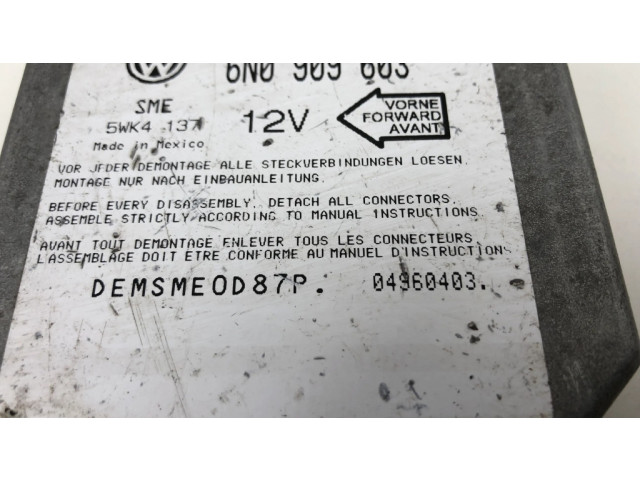 6N0 909 603
SME
5WK4 137
Made in Mexico
12V
VORNE
FORWARD
AVANT
VOR JEDER DEMONTAGE ALLE STECKVERBINDUNGEN LOESEN.
MONTAGE NUR NACH EINBAUANLEITUNG.
BEFORE EVERY DISASSEMBLY, DETACH ALL CONNECTORS,
ASSEMBLE STRICTLY ACCORDING TO MANUAL INSTRUCTIONS.
AVANT TOUT DEMONTAGE ENLEVER TOUS LES CONNECTEURS
L'ASSEMBLAGE DOIT ETRE CONFORME AU MANUEL D'INSTRUCTIONS
DEMSME0D87P. 04960403.